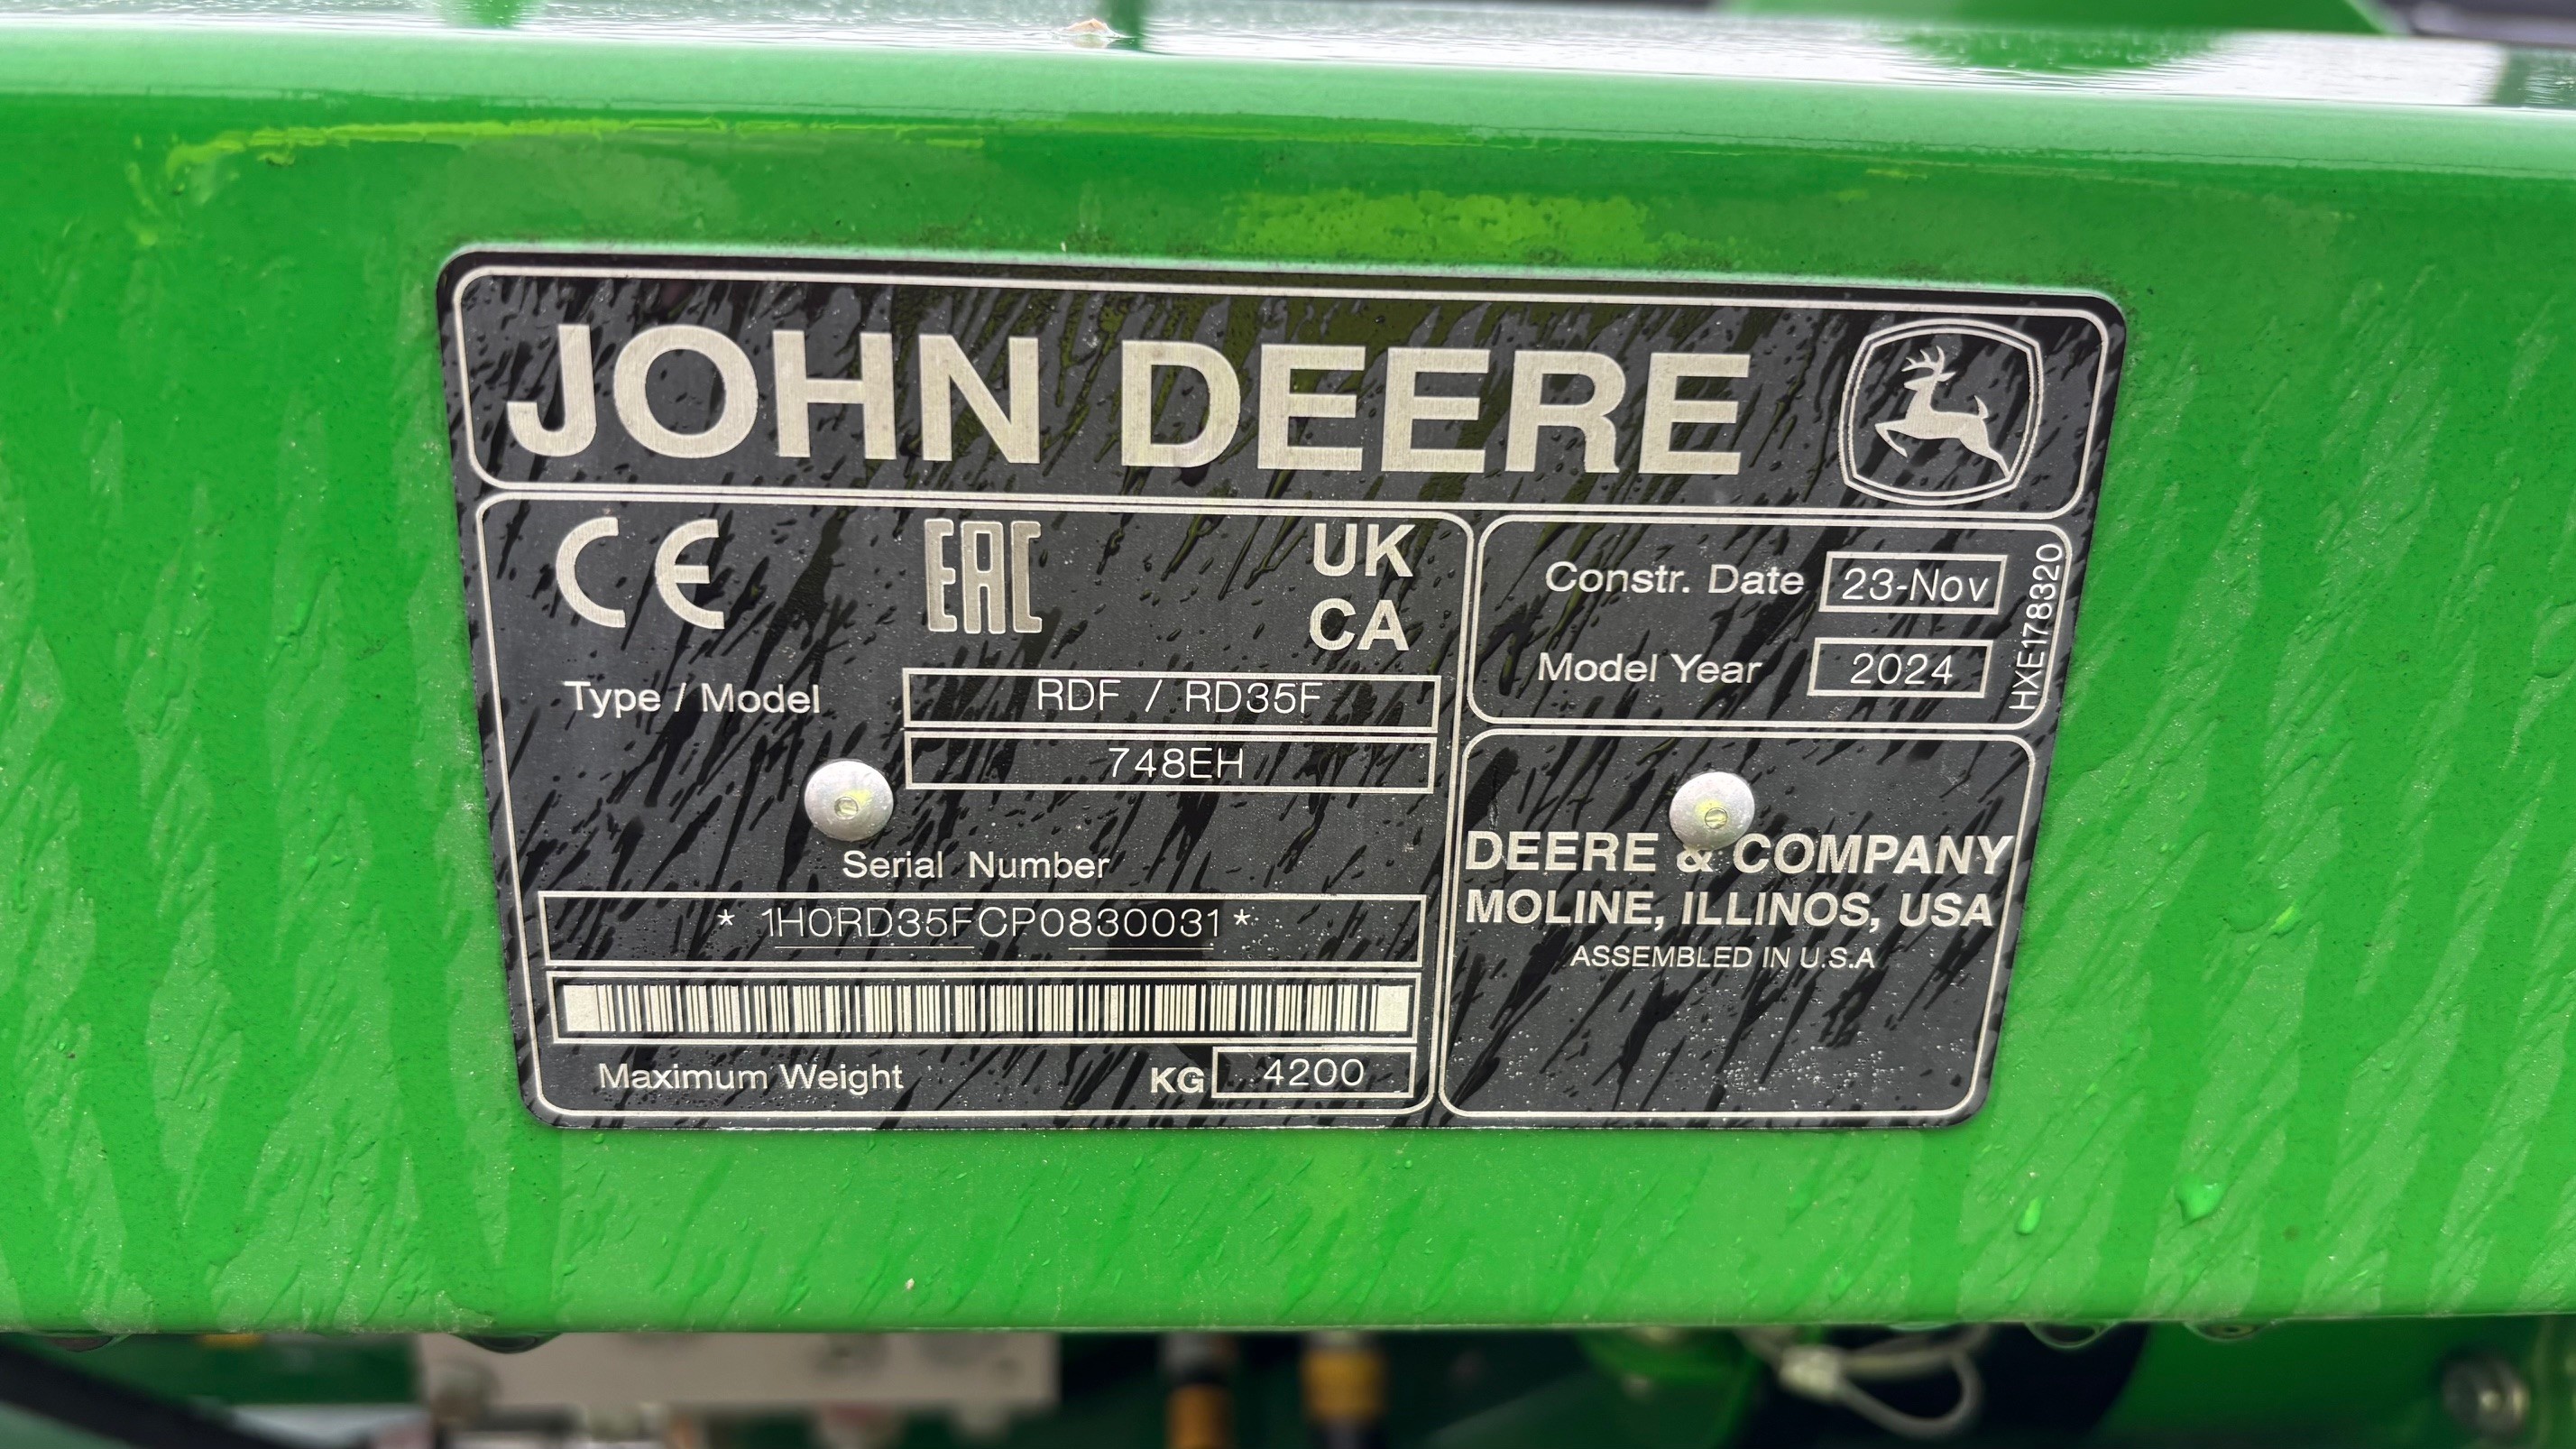 JOHN DEERE
CE EAC UK CA
Type / Model RDF / RD35F
748EH
Serial Number
* 1H0RD35FCP0830031 *
Maximum Weight KG 4200
Constr. Date 23-Nov
Model Year 2024
HXE178320
DEERE & COMPANY
MOLINE, ILLINOS, USA
ASSEMBLED IN U.S.A